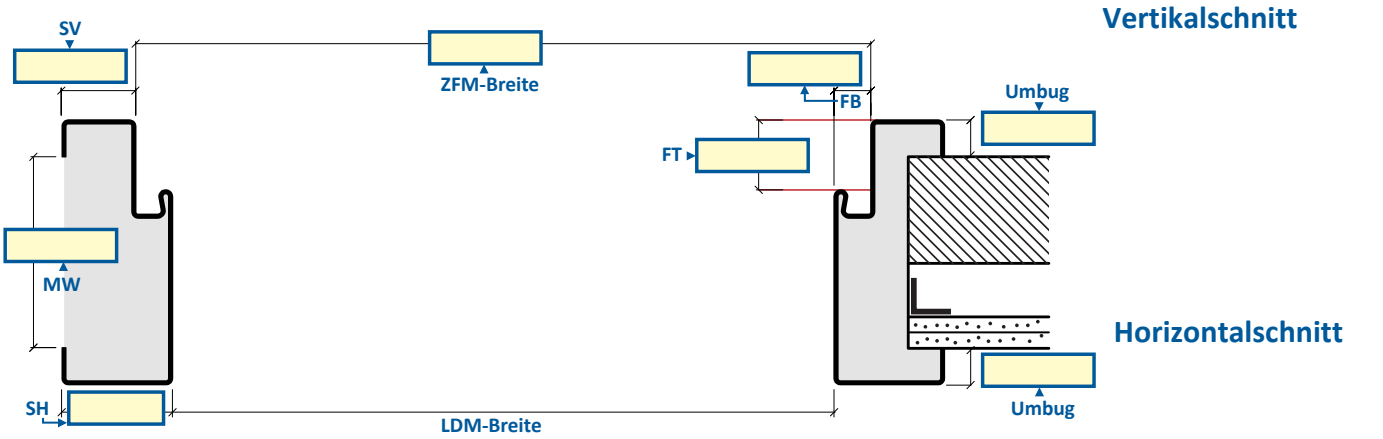 Vertikalschnitt
SV
ZFM-Breite
FB
Umbug
FT
MW
Horizontalschnitt
SH
LDM-Breite
Umbug